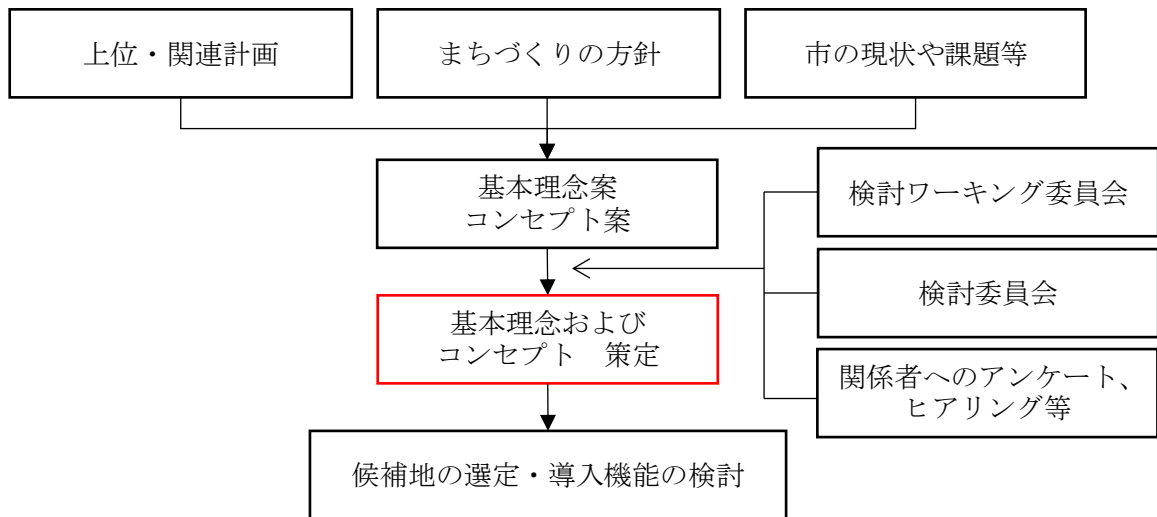 上位・関連計画
まちづくりの方針
市の現状や課題等
基本理念案
コンセプト案
検討ワーキング委員会
検討委員会
基本理念および
コンセプト　策定
関係者へのアンケート、
ヒアリング等
候補地の選定・導入機能の検討